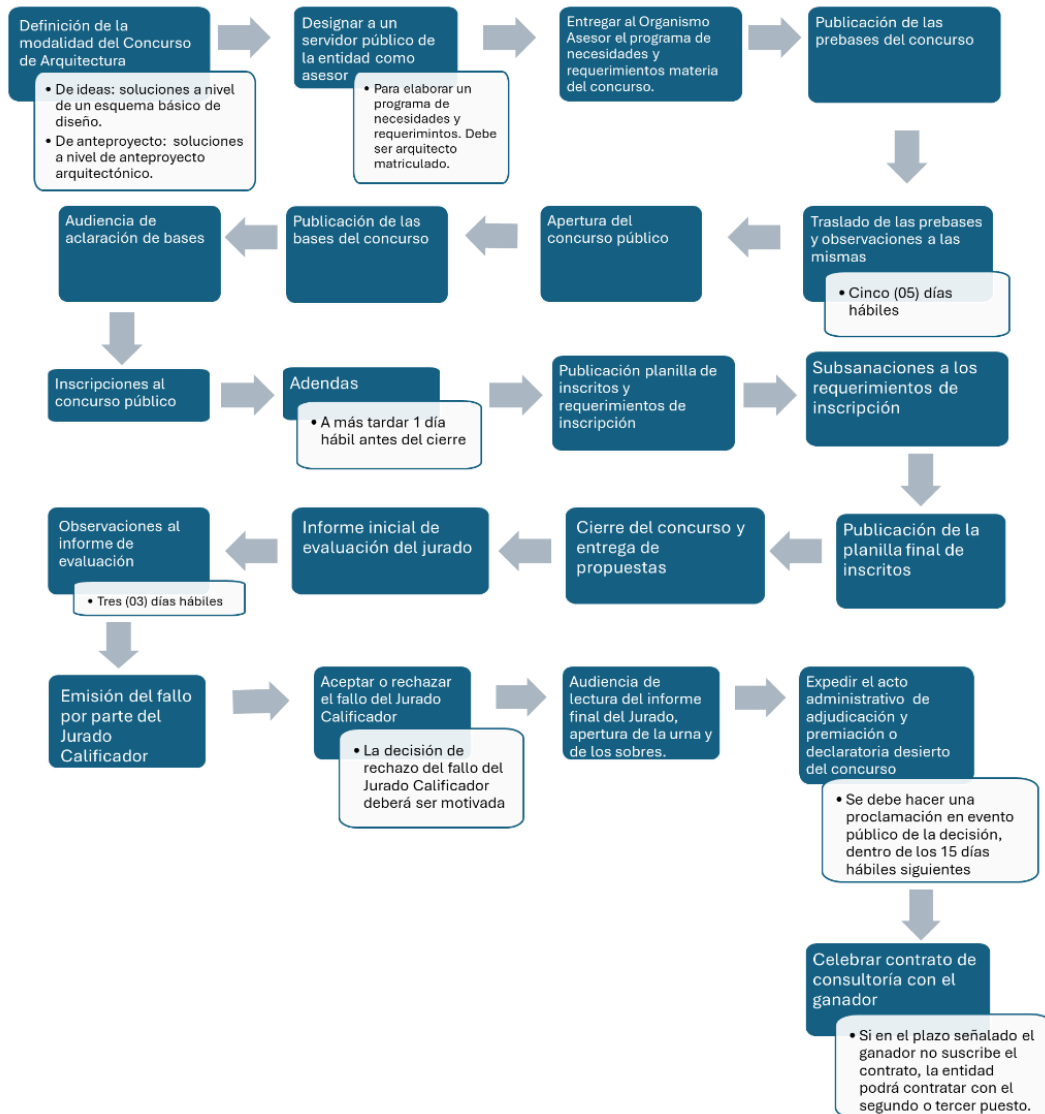 Definición de la
modalidad del Concurso
de Arquitectura
• De ideas: soluciones a nivel
de un esquema básico de
diseño.
• De anteproyecto: soluciones
a nivel de anteproyecto
arquitectónico.
Designar a un
servidor público de
la entidad como
asesor
• Para elaborar un
programa de
necesidades y
requerimintos. Debe
ser arquitecto
matriculado.
Entregar al Organismo
Asesor el programa de
necesidades y
requerimientos materia
del concurso.
Publicación de las
prebases del concurso
Traslado de las prebases
y observaciones a las
mismas
• Cinco (05) días
hábiles
Apertura del
concurso público
Publicación de las
bases del concurso
Audiencia de
aclaración de bases
Inscripciones al
concurso público
Adendas
• A más tardar 1 día
hábil antes del cierre
Publicación planilla de
inscritos y
requerimientos de
inscripción
Subsanaciones a los
requerimientos de
inscripción
Publicación de la
planilla final de
inscritos
Cierre del concurso y
entrega de
propuestas
Informe inicial de
evaluación del jurado
Observaciones al
informe de
evaluación
• Tres (03) días hábiles
Emisión del fallo
por parte del
Jurado
Calificador
Aceptar o rechazar
el fallo del Jurado
Calificador
• La decisión de
rechazo del fallo del
Jurado Calificador
deberá ser motivada
Audiencia de
lectura del informe
final del Jurado,
apertura de la urna y
de los sobres.
Expedir el acto
administrativo de
adjudicación y
premiación o
declaratoria desierto
del concurso
• Se debe hacer una
proclamación en evento
público de la decisión,
dentro de los 15 días
hábiles siguientes
Celebrar contrato de
consultoría con el
ganador
• Si en el plazo señalado el
ganador no suscribe el
contrato, la entidad
podrá contratar con el
segundo o tercer puesto.